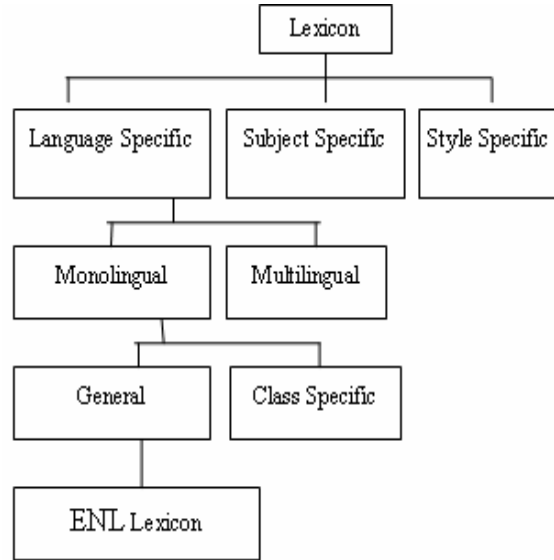 Lexicon
Language Specific
Subject Specific
Style Specific
Monolingual
Multilingual
General
Class Specific
ENL Lexicon